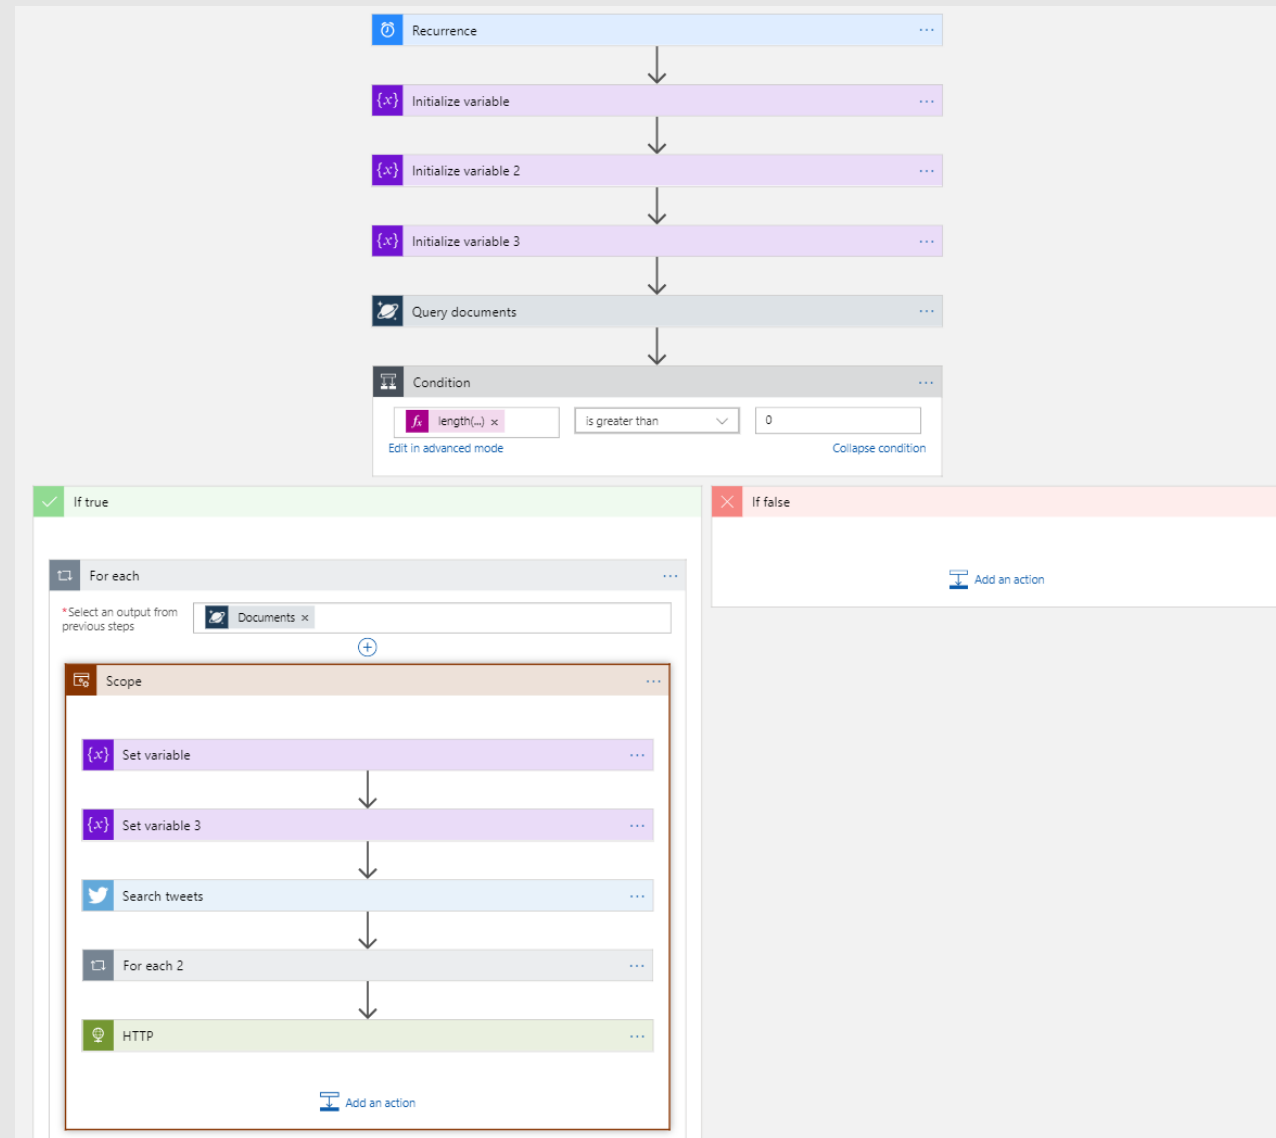 Recurrence
{x} Initialize variable
{x} Initialize variable 2
{x} Initialize variable 3
Query documents
Condition
fx length(...) × is greater than 0
Edit in advanced mode Collapse condition
If true
If false
For each
Add an action
*Select an output from
previous steps
Documents ×
Scope
{x} Set variable
{x} Set variable 3
Search tweets
For each 2
HTTP
Add an action